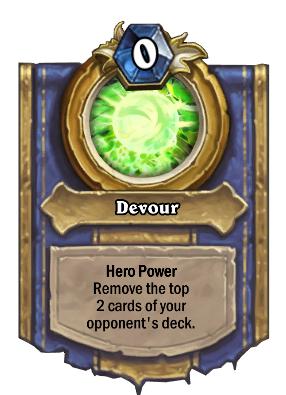 0
Devour
Hero Power
Remove the top
2 cards of your
opponent's deck.